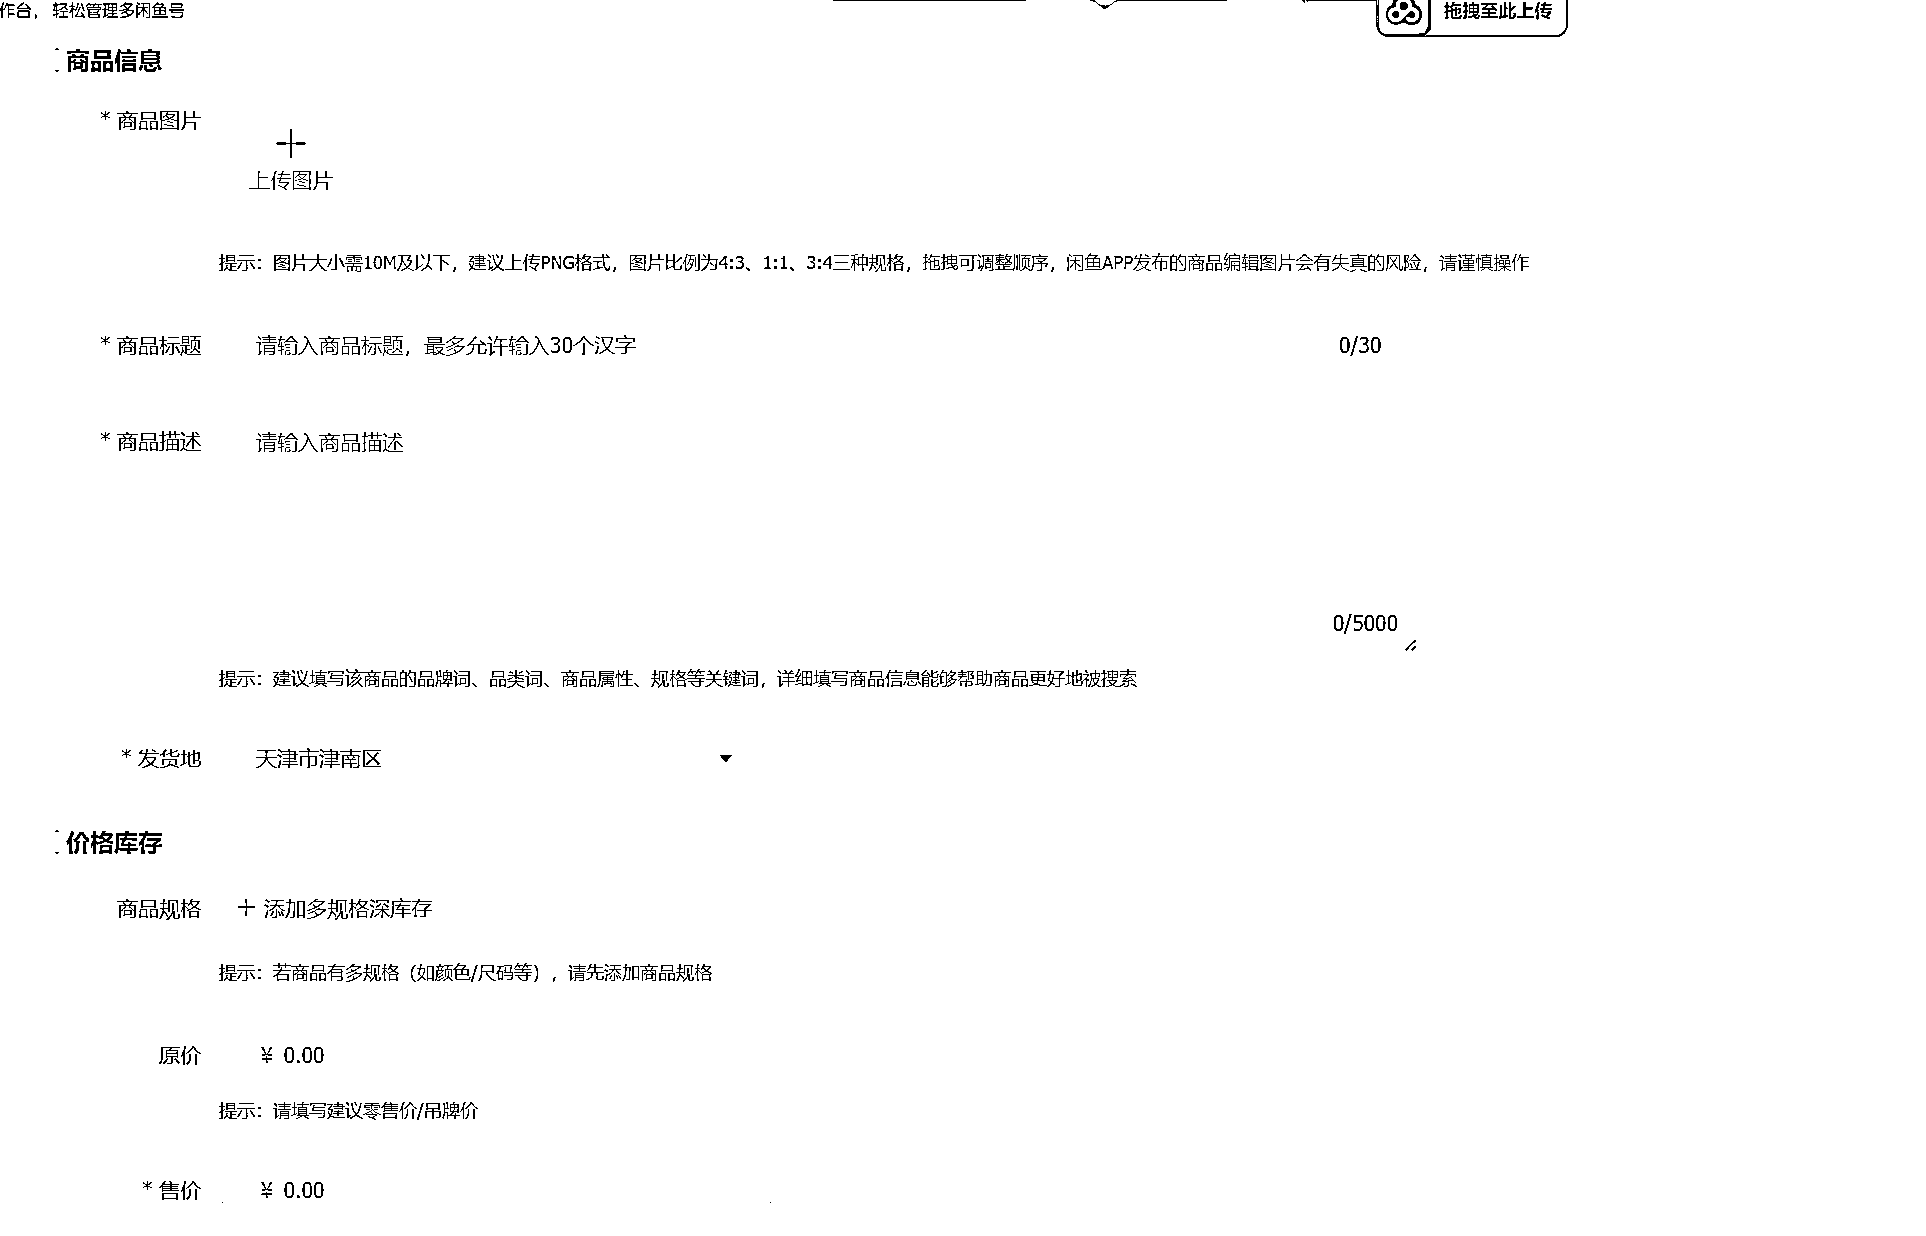 作台，轻松管理多闲鱼号
拖拽至此上传
商品信息
* 商品图片
上传图片
提示：图片大小需10M及以下，建议上传PNG格式，图片比例为4:3、1:1、3:4三种规格，拖拽可调整顺序，闲鱼APP发布的商品编辑图片会有失真的风险，请谨慎操作
* 商品标题 请输入商品标题，最多允许输入30个汉字 0/30
* 商品描述 请输入商品描述
0/5000
提示：建议填写该商品的品牌词、品类词、商品属性、规格等关键词，详细填写商品信息能够帮助商品更好地被搜索
* 发货地 天津市津南区
价格库存
商品规格 + 添加多规格深库存
提示：若商品有多规格（如颜色/尺码等），请先添加商品规格
原价 ¥ 0.00
提示：请填写建议零售价/吊牌价
* 售价 ¥ 0.00